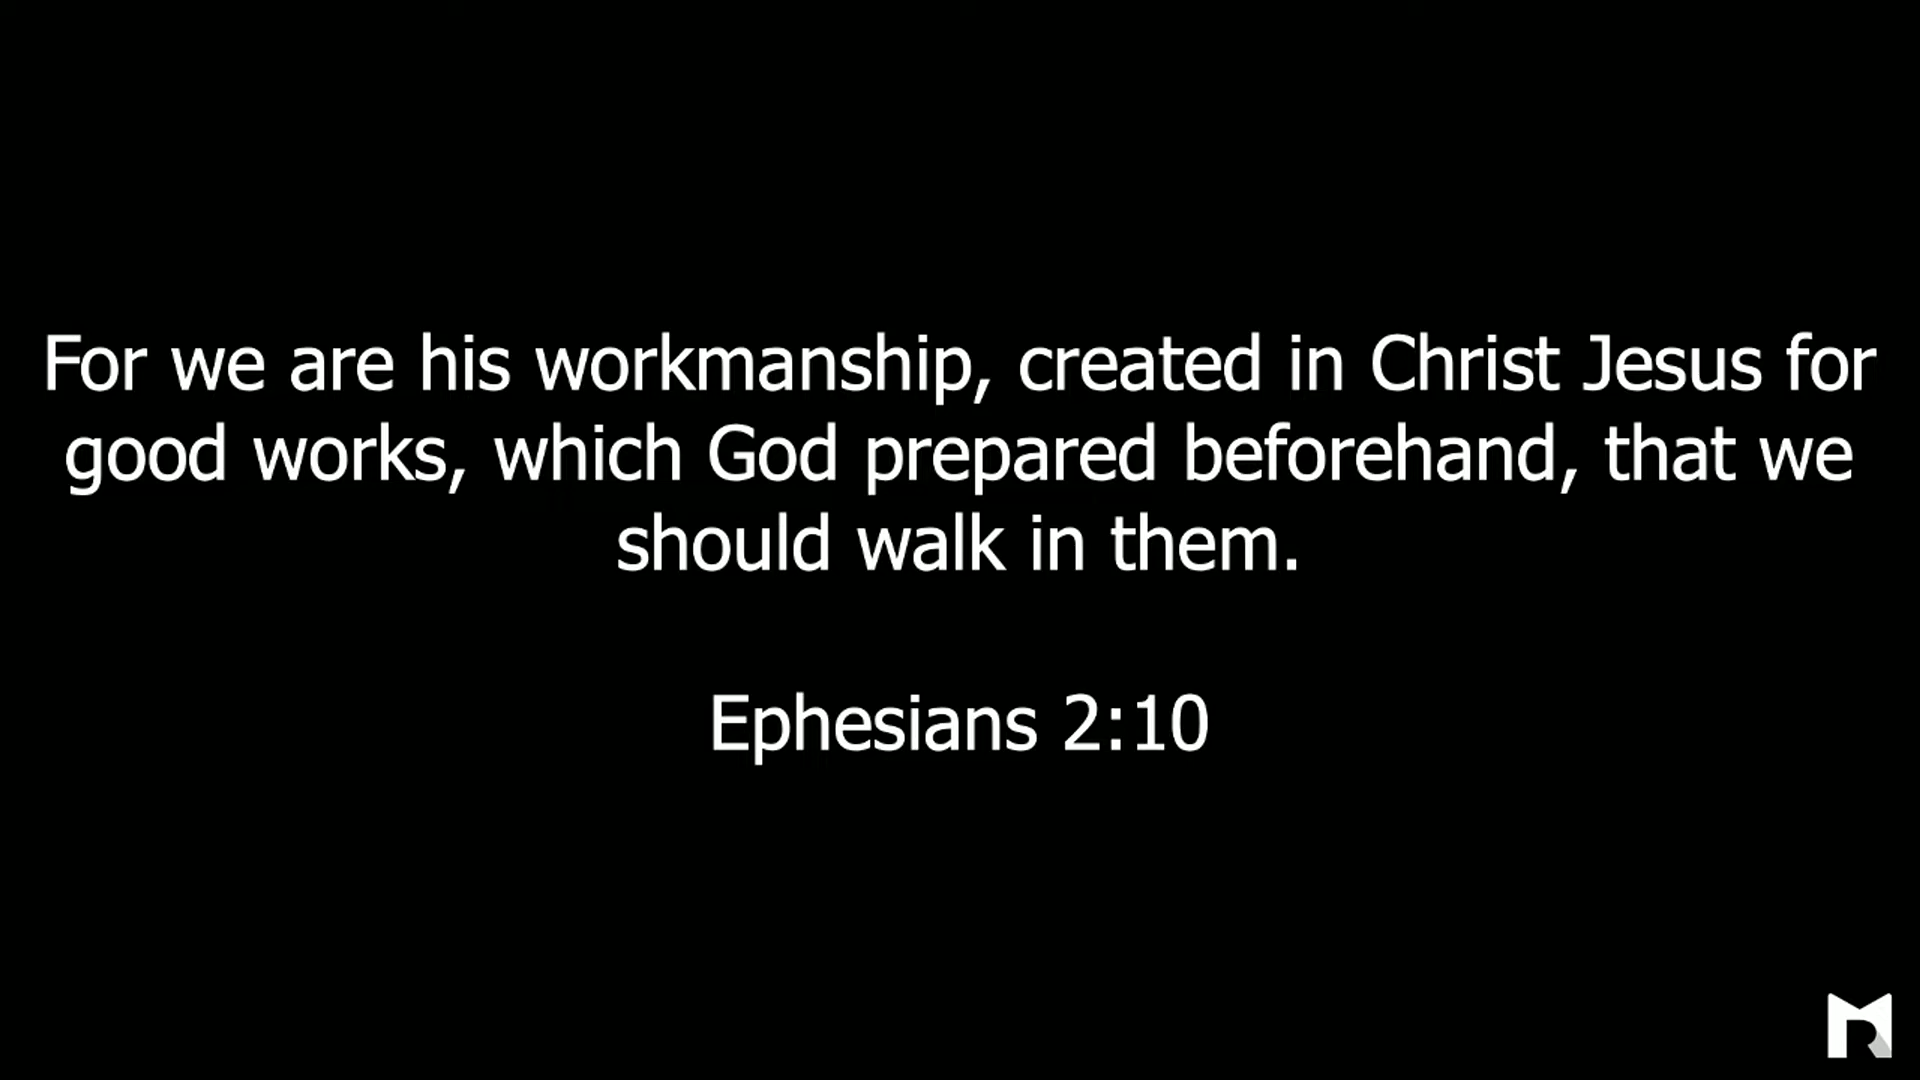 For we are his workmanship, created in Christ Jesus for
good works, which God prepared beforehand, that we
should walk in them.
Ephesians 2:10